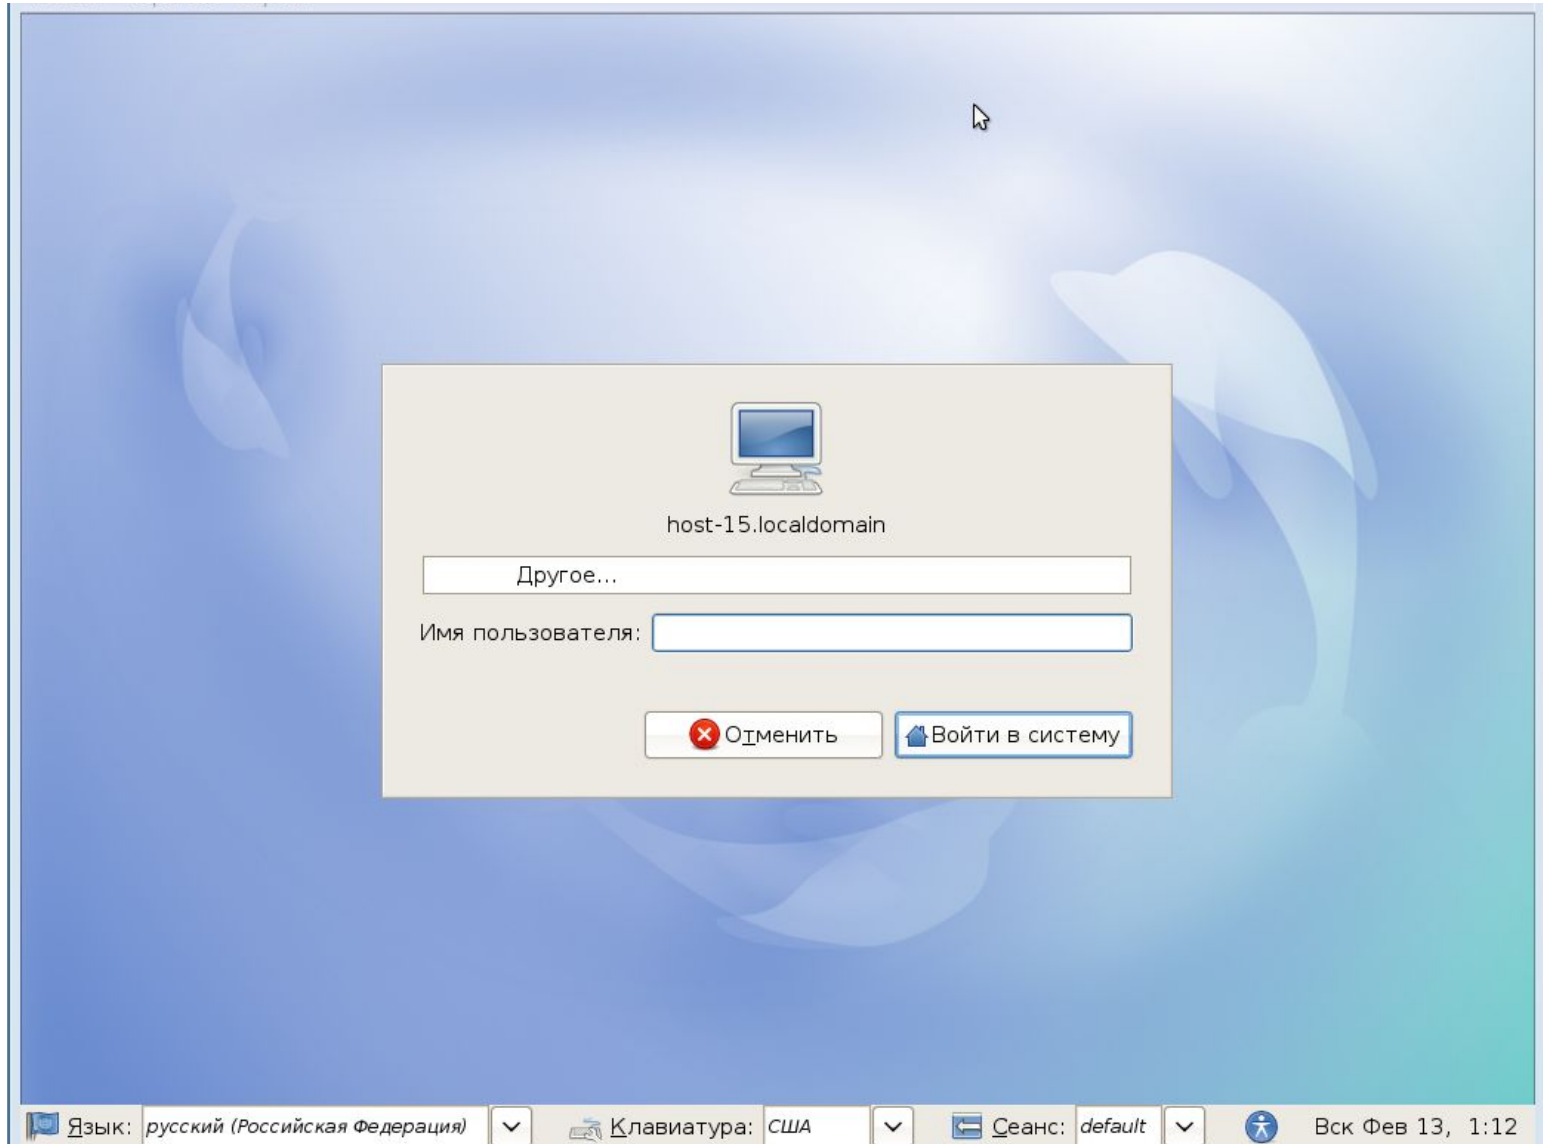 host-15.localdomain
Другое...
Имя пользователя:
Отменить
Войти в систему
Язык: русский (Российская Федерация) Клавиатура: США Сеанс: default Вск Фев 13, 1:12